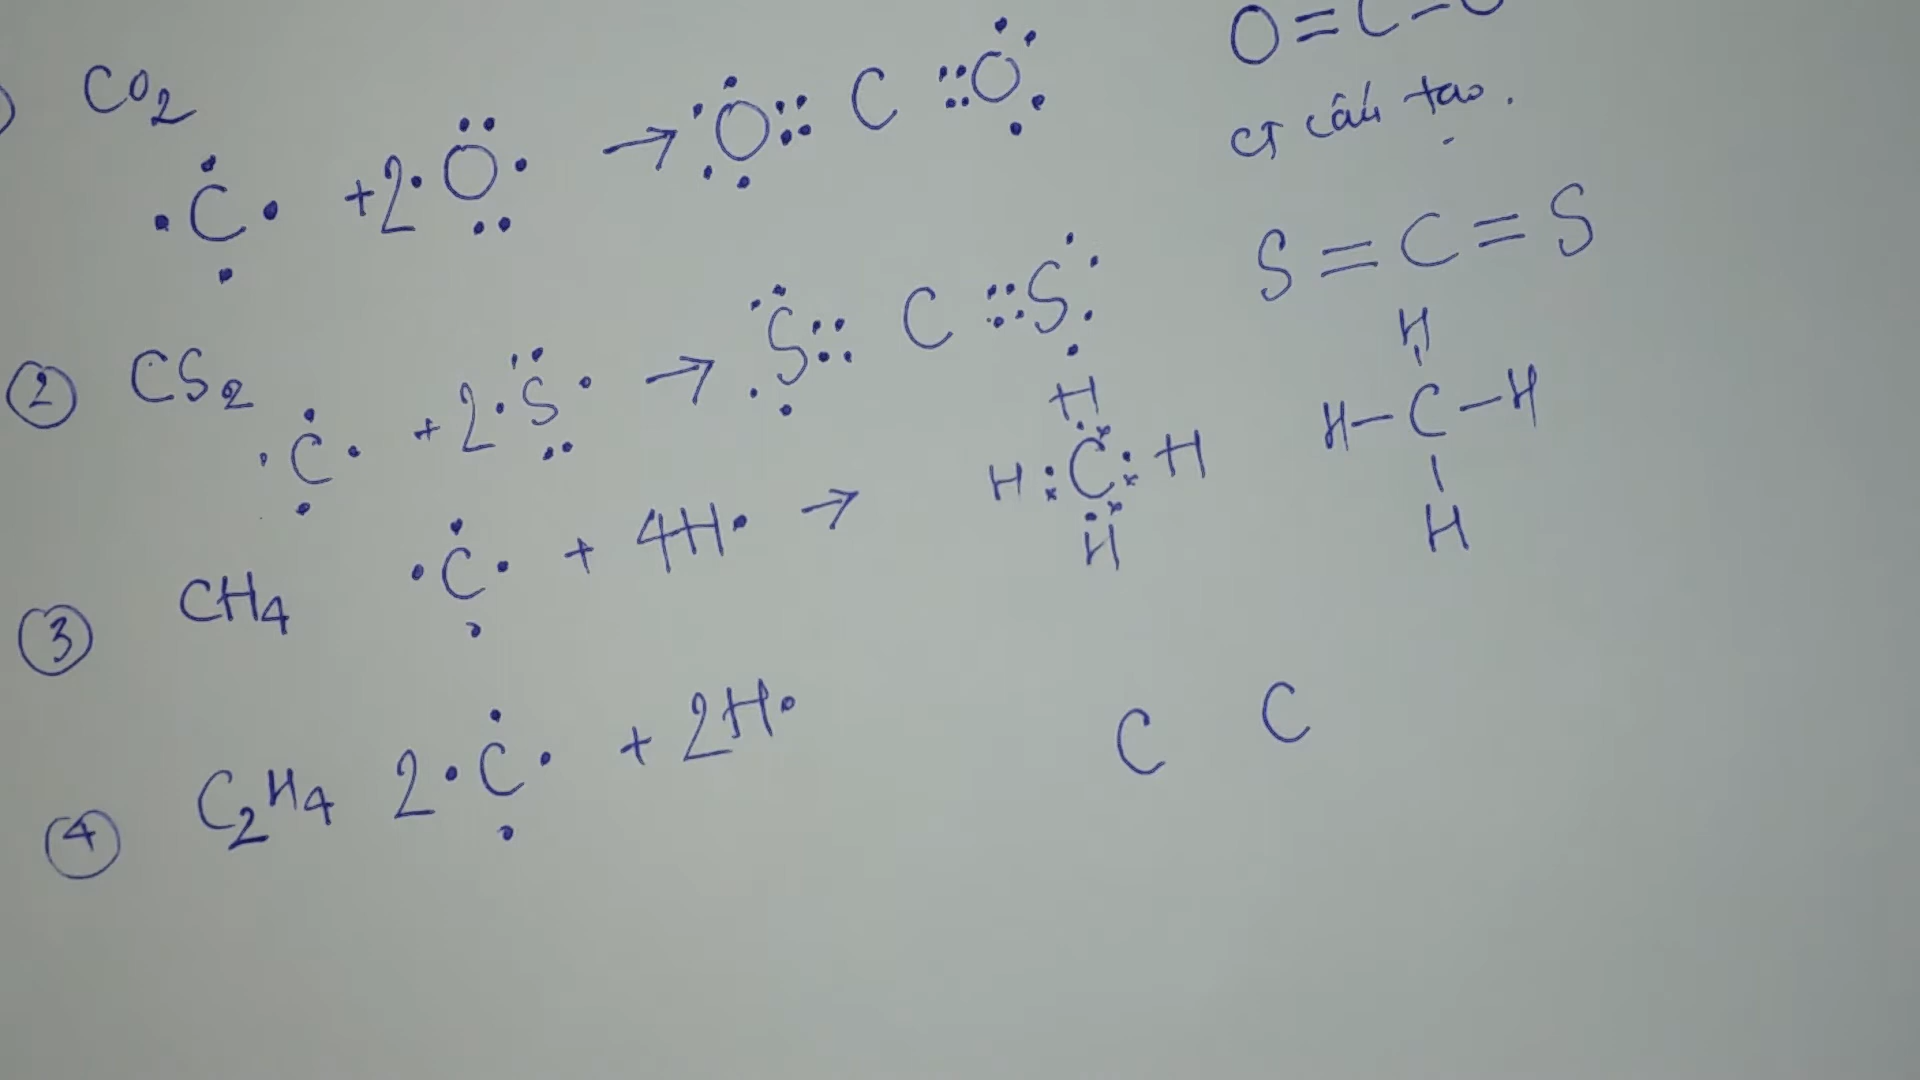 CO₂ ·C· + 2·O· → O :: C :: O O = C -
CT cấu tạo.
② CS₂ ·C· + 2·S· → S :: C :: S S = C = S
③ CH₄ ·C· + 4H· → H : C : H H - C - H
H H
H H
④ C₂H₄ 2·C· + 2H· C C